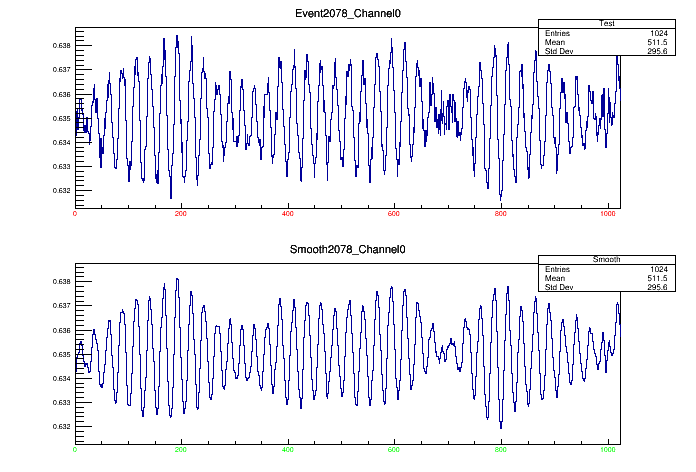 Event2078_Channel0
Test
Entries 1024
Mean 511.5
Std Dev 295.6
0.638
0.637
0.636
0.635
0.634
0.633
0.632
0 200 400 600 800 1000
Smooth2078_Channel0
Smooth
Entries 1024
Mean 511.5
Std Dev 295.6
0.638
0.637
0.636
0.635
0.634
0.633
0.632
0 200 400 600 800 1000